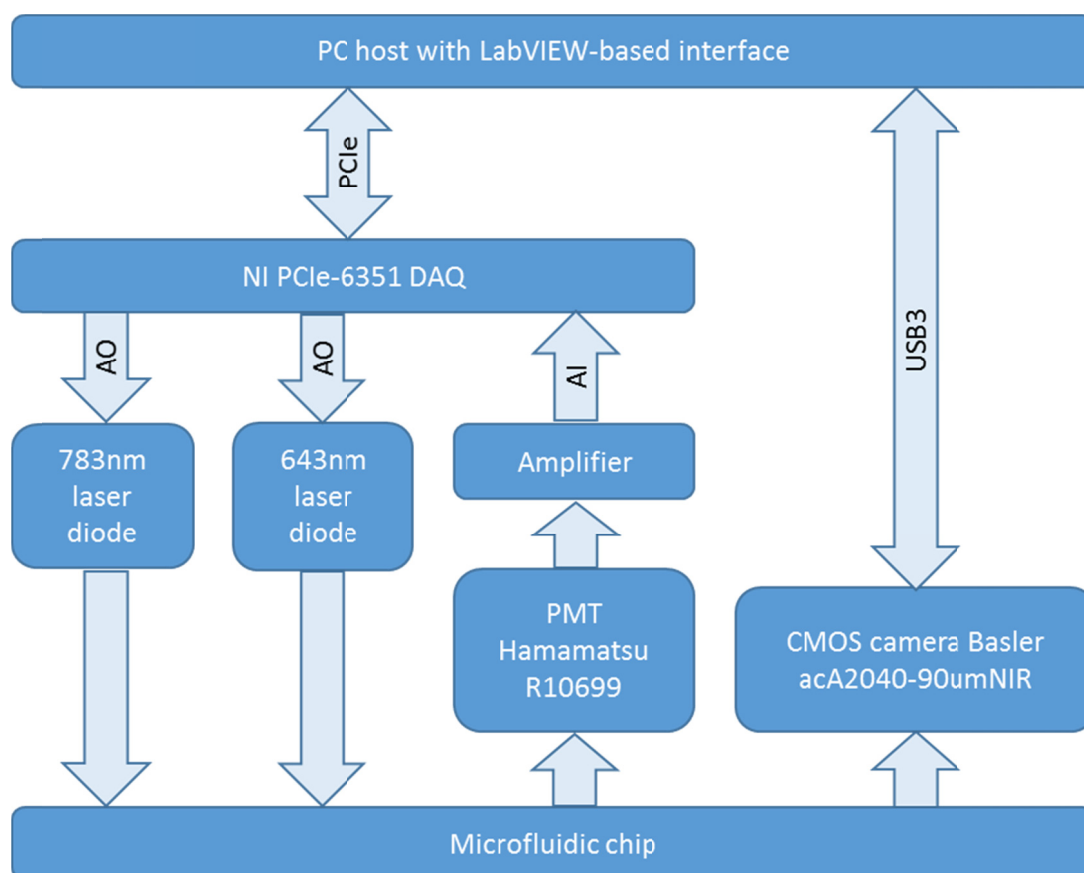 PC host with LabVIEW-based interface
PCIe
NI PCIe-6351 DAQ
AO
AO
AI
USB3
783nm
laser
diode
643nm
laser
diode
Amplifier
PMT
Hamamatsu
R10699
CMOS camera Basler
acA2040-90umNIR
Microfluidic chip